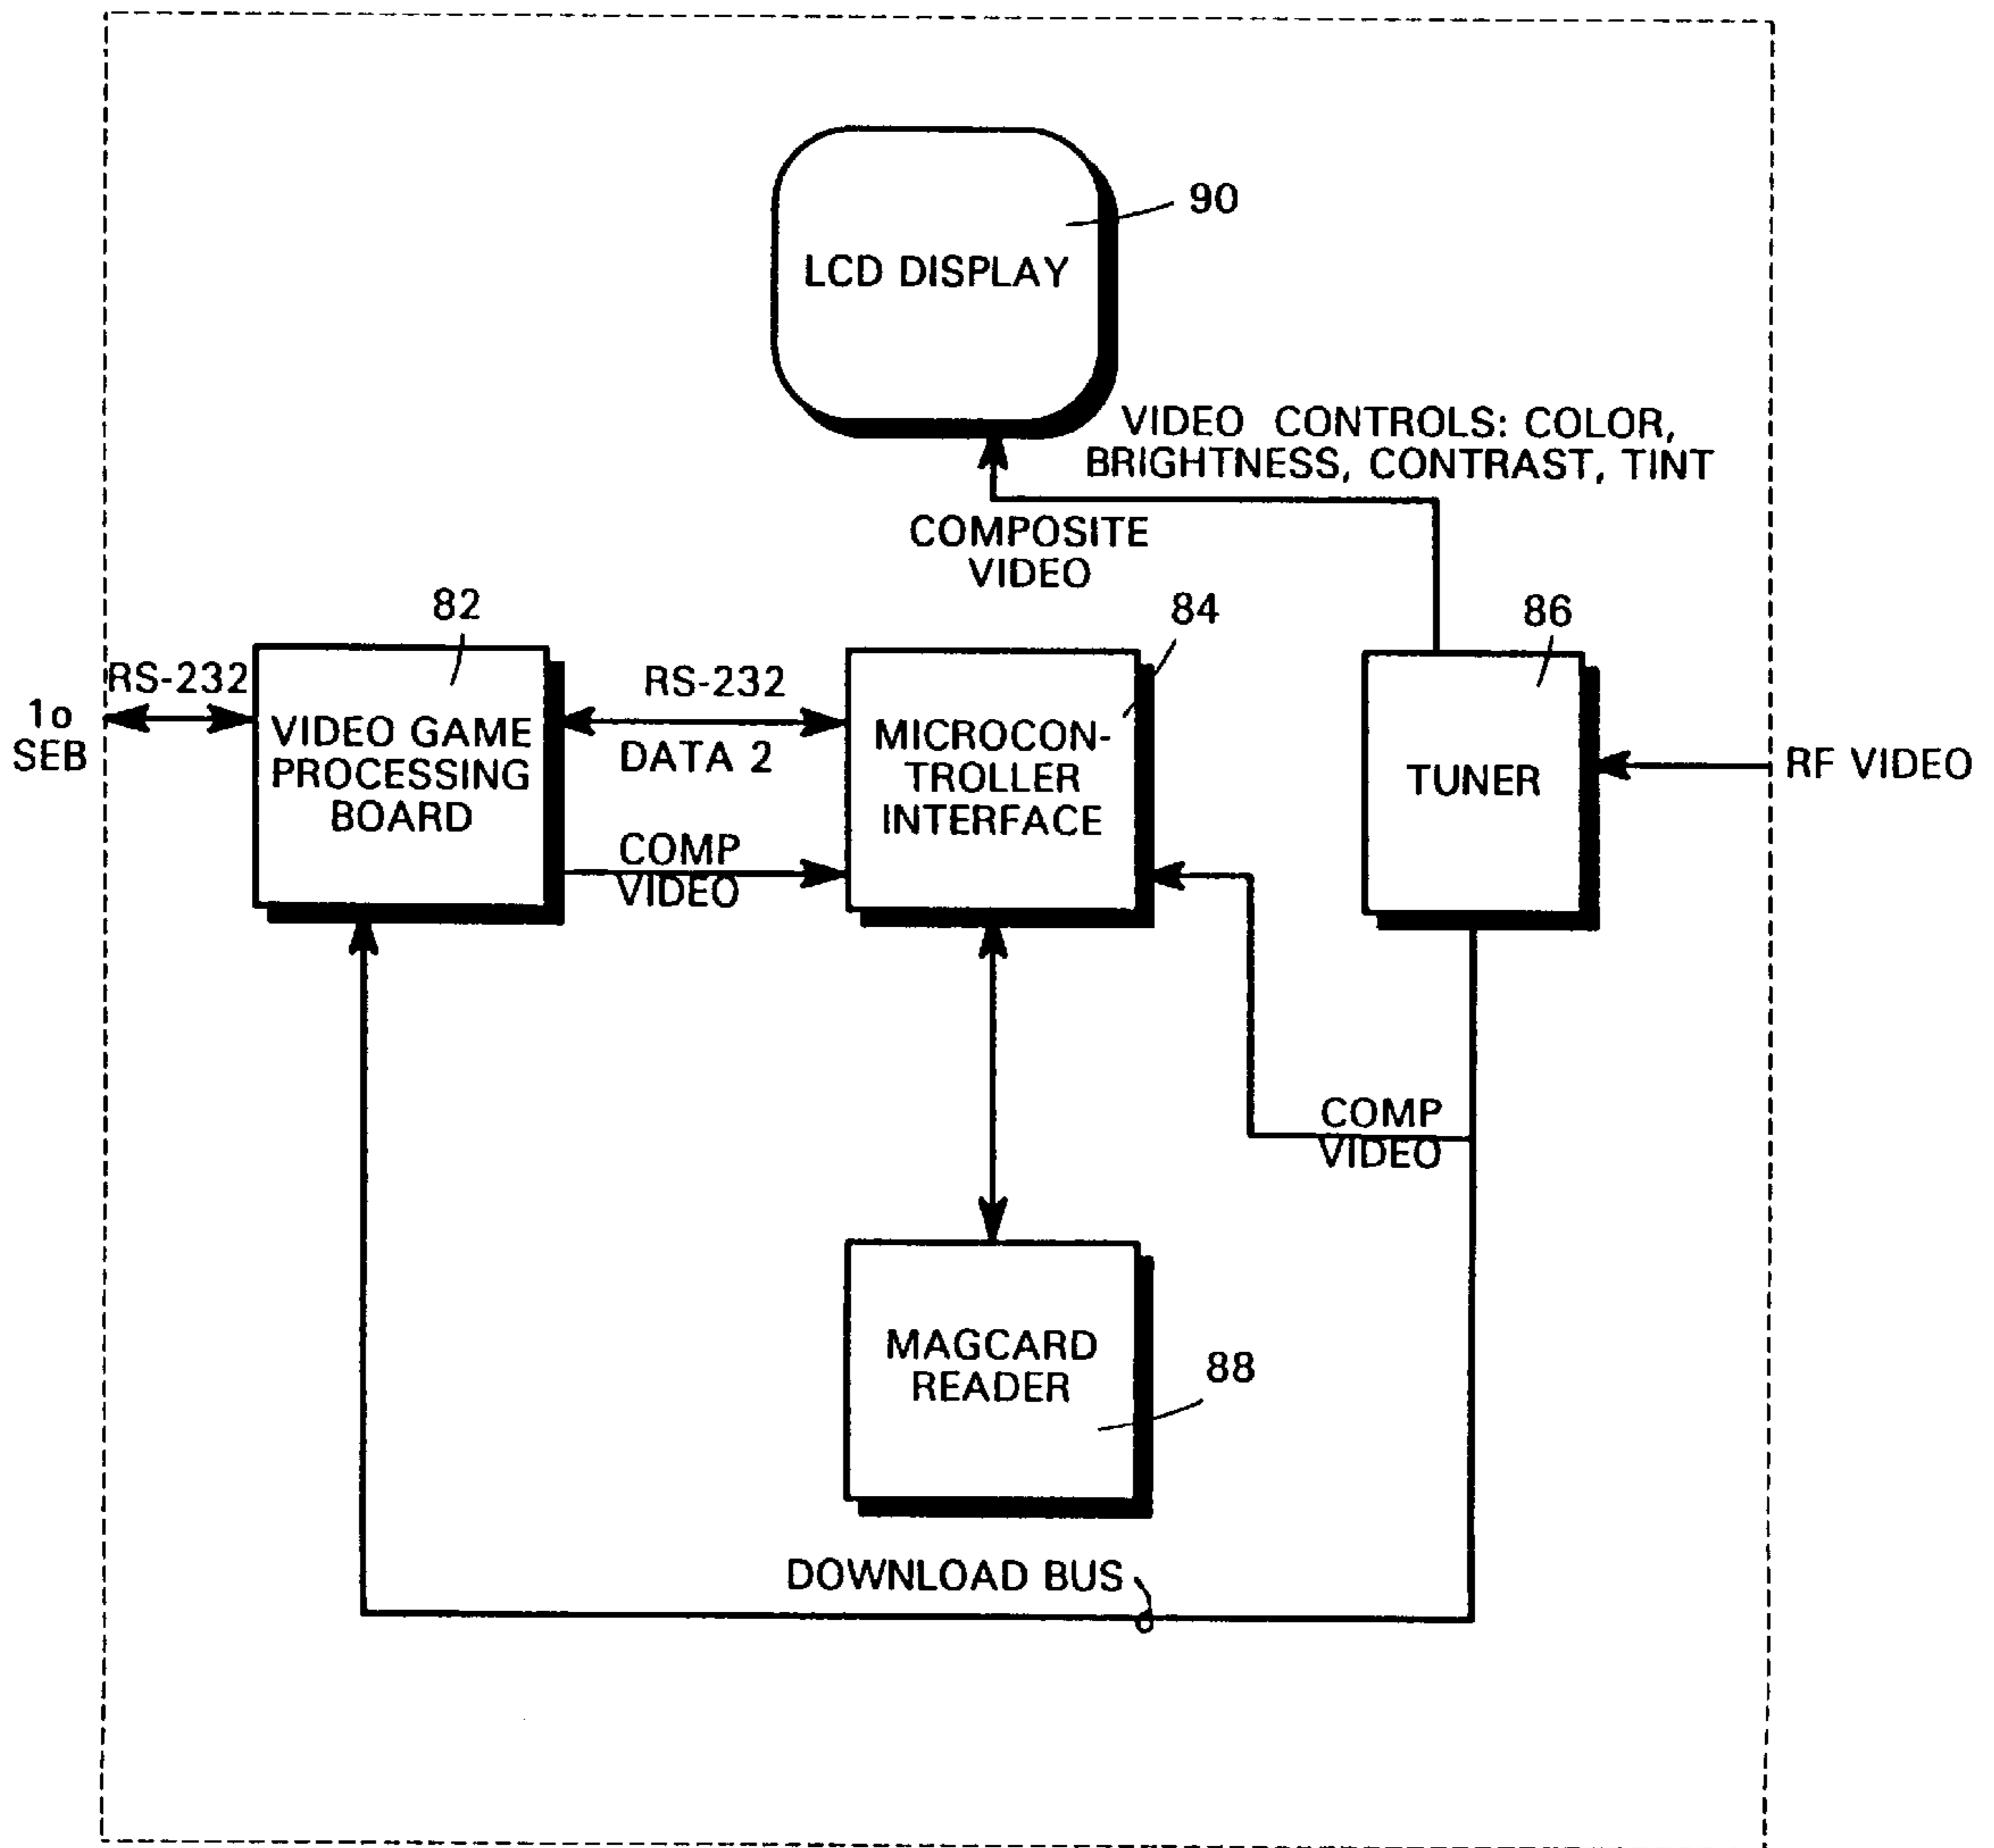 90
LCD DISPLAY
VIDEO CONTROLS: COLOR,
BRIGHTNESS, CONTRAST, TINT
COMPOSITE
VIDEO
82
84
86
RS-232
1o
SEB
VIDEO GAME
PROCESSING
BOARD
RS-232
DATA 2
COMP
VIDEO
MICROCON-
TROLLER
INTERFACE
TUNER
RF VIDEO
COMP
VIDEO
MAGCARD
READER
88
DOWNLOAD BUS